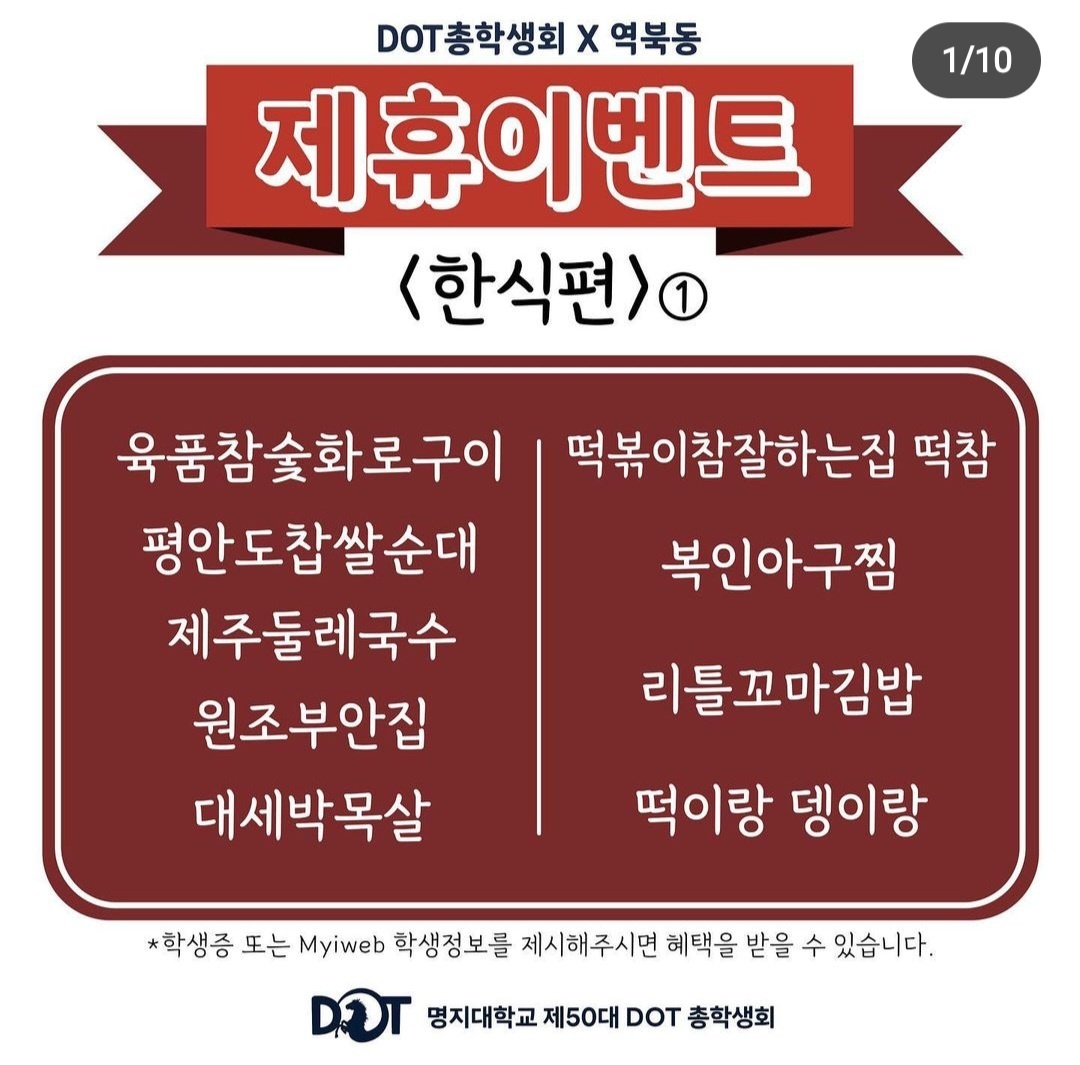 DOT총학생회 X 역북동
1/10
제휴이벤트
<한식편>①
육품참숯화로구이
평안도찹쌀순대
제주둘레국수
원조부안집
대세박목살
떡볶이참잘하는집 떡참
복인아구찜
리틀꼬마김밥
떡이랑 뎅이랑
*학생증 또는 Myiweb 학생정보를 제시해주시면 혜택을 받을 수 있습니다.
DOT 명지대학교 제50대 DOT 총학생회